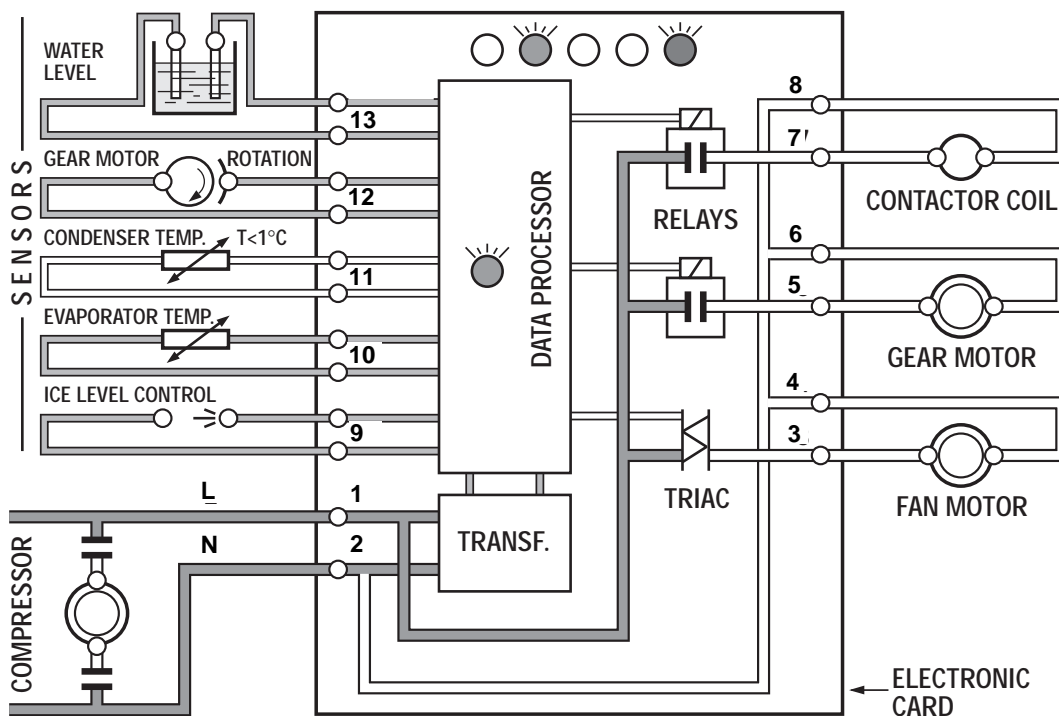 WATER
LEVEL
13
GEAR MOTOR
ROTATION
12
CONDENSER TEMP.
T<1°C
11
EVAPORATOR TEMP.
10
ICE LEVEL CONTROL
9
SENSORS
L
1
N
2
COMPRESSOR
DATA PROCESSOR
TRANSF.
RELAYS
TRIAC
8
7
CONTACTOR COIL
6
5
GEAR MOTOR
4
3
FAN MOTOR
ELECTRONIC
CARD